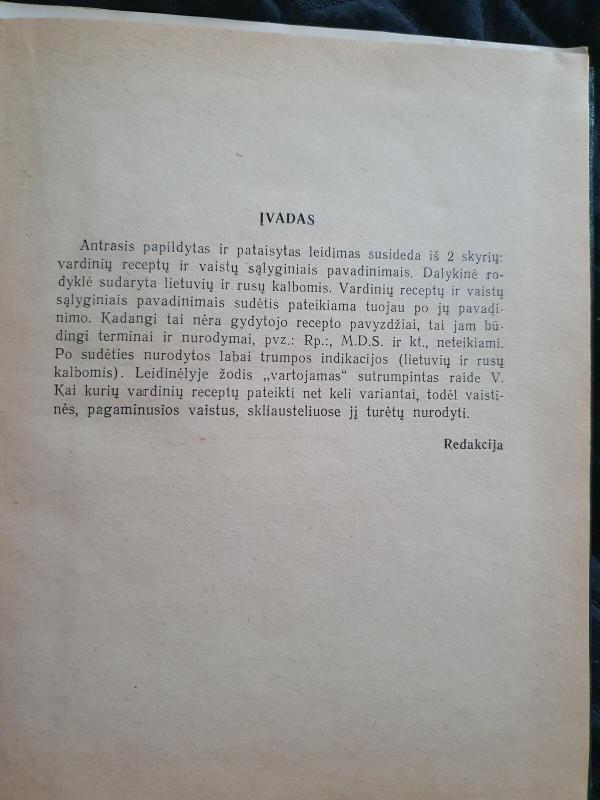 ĮVADAS
Antrasis papildytas ir pataisytas leidimas susideda iš 2 skyrių:
vardinių receptų ir vaistų sąlyginiais pavadinimais. Dalykinė ro-
dyklė sudaryta lietuvių ir rusų kalbomis. Vardinių receptų ir vaistų
sąlyginiais pavadinimais sudėtis pateikiama tuojau po jų pavadi-
nimo. Kadangi tai nėra gydytojo recepto pavyzdžiai, tai jam bū-
dingi terminai ir nurodymai, pvz.: Rp.:, M.D.S. ir kt., neteikiami.
Po sudėties nurodytos labai trumpos indikacijos (lietuvių ir rusų
kalbomis). Leidinėlyje žodis „vartojamas“ sutrumpintas raide V.
Kai kurių vardinių receptų pateikti net keli variantai, todėl vaisti-
nės, pagaminusios vaistus, skliausteliuose jį turėtų nurodyti.
Redakcija